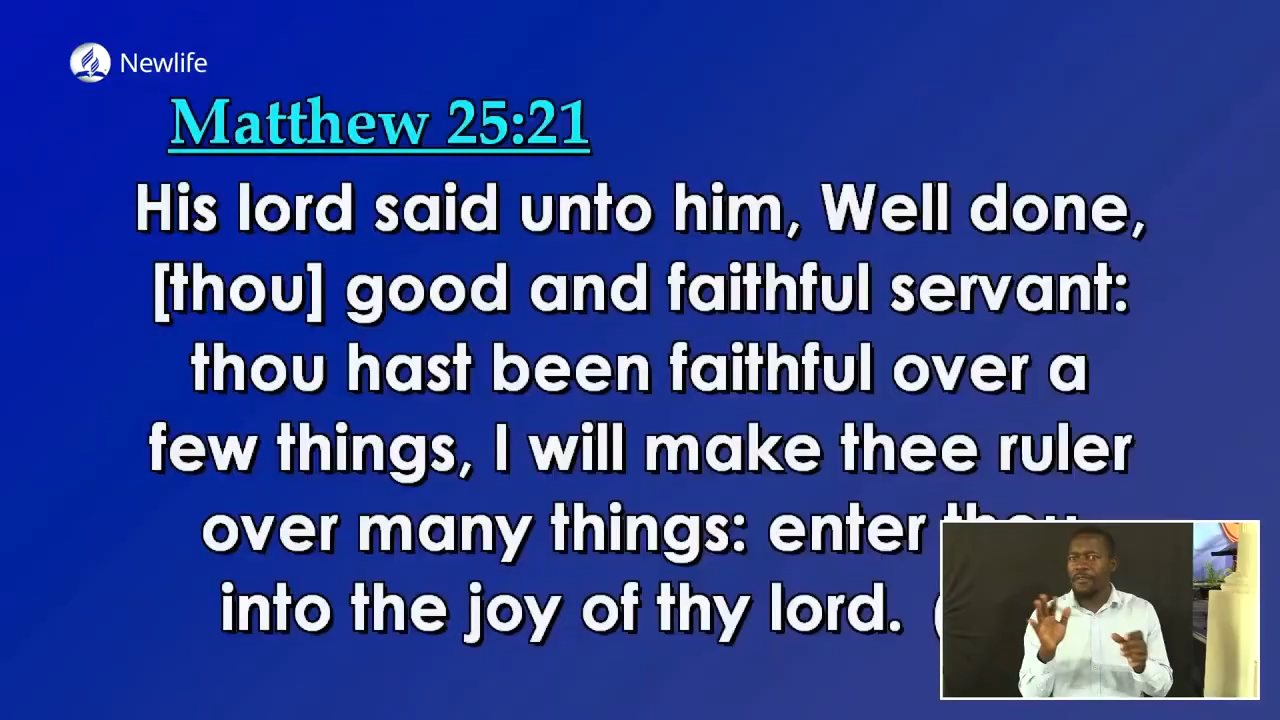 Newlife
Matthew 25:21
His lord said unto him, Well done,
[thou] good and faithful servant:
thou hast been faithful over a
few things, I will make thee ruler
over many things: enter thou
into the joy of thy lord. (